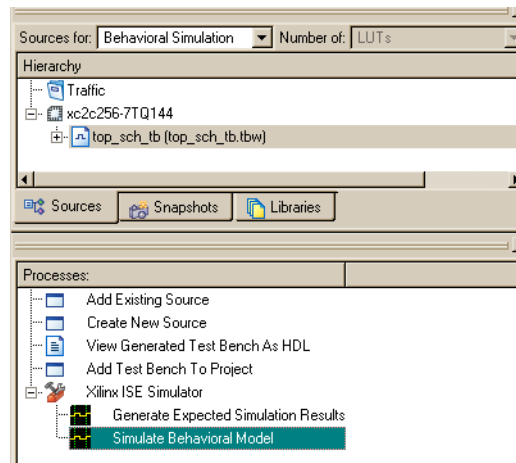 Sources for: Behavioral Simulation Number of: LUTs
Hierarchy
Traffic
xc2c256-7TQ144
top_sch_tb (top_sch_tb.tbw)
Sources Snapshots Libraries
Processes:
Add Existing Source
Create New Source
View Generated Test Bench As HDL
Add Test Bench To Project
Xilinx ISE Simulator
Generate Expected Simulation Results
Simulate Behavioral Model